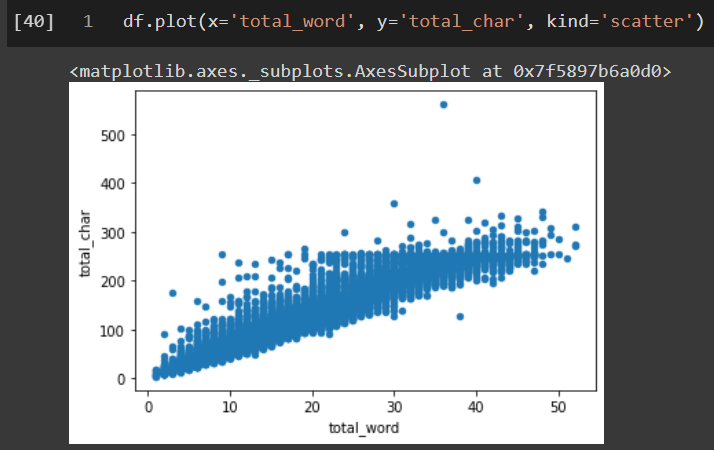 [40] 1 df.plot(x='total_word', y='total_char', kind='scatter')
<matplotlib.axes._subplots.AxesSubplot at 0x7f5897b6a0d0>
500
400
300
200
100
0
total_char
0 10 20 30 40 50
total_word